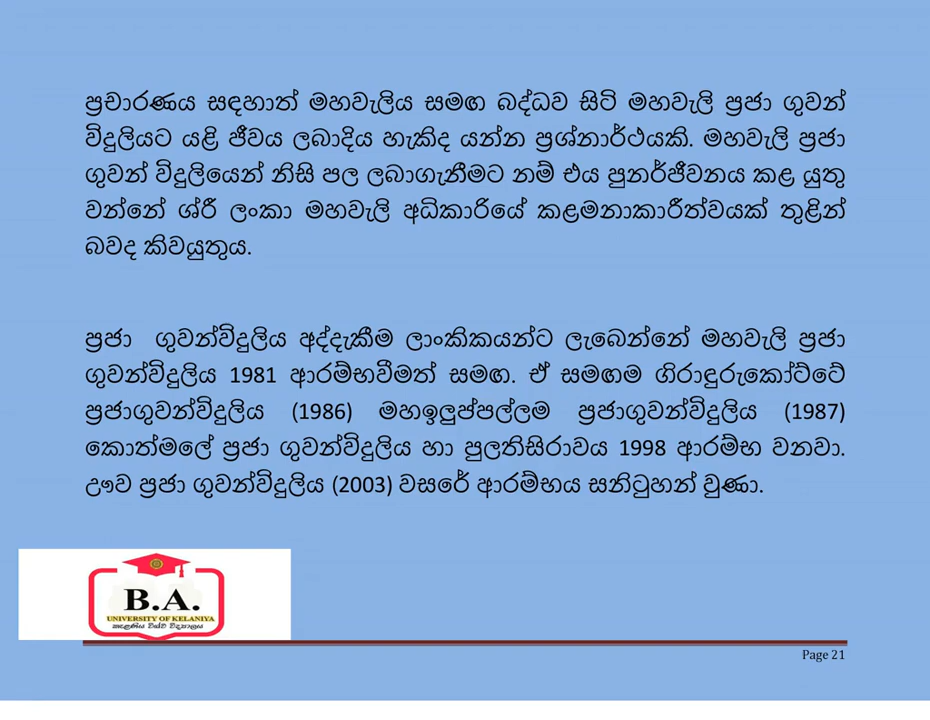 ප්‍රචාරණය සඳහාත් මහවැලිය සමඟ බද්ධව සිටි මහවැලි ප්‍රජා ගුවන්
විදුලියට යළි ජීවය ලබාදිය හැකිද යන්න ප්‍රශ්නාර්ථයකි. මහවැලි ප්‍රජා
ගුවන් විදුලියෙන් නිසි පල ලබාගැනීමට නම් එය පුනර්ජීවනය කළ යුතු
වන්නේ ශ්රී ලංකා මහවැලි අධිකාරියේ කළමනාකාරීත්වයක් තුළින්
බවද කිවයුතුය.
ප්‍රජා ගුවන්විදුලිය අද්දැකීම ලාංකිකයන්ට ලැබෙන්නේ මහවැලි ප්‍රජා
ගුවන්විදුලිය 1981 ආරම්භවීමත් සමඟ. ඒ සමඟම ගිරාඳුරුකෝට්ටේ
ප්‍රජාගුවන්විදුලිය (1986) මහඉලුප්පල්ලම ප්‍රජාගුවන්විදුලිය (1987)
කොත්මලේ ප්‍රජා ගුවන්විදුලිය හා පුලතිසිරාවය 1998 ආරම්භ වනවා.
ඌව ප්‍රජා ගුවන්විදුලිය (2003) වසරේ ආරම්භය සනිටුහන් වුණා.
B.A.
UNIVERSITY OF KELANIYA
කැලණිය විශ්ව විද්‍යාලය
Page 21